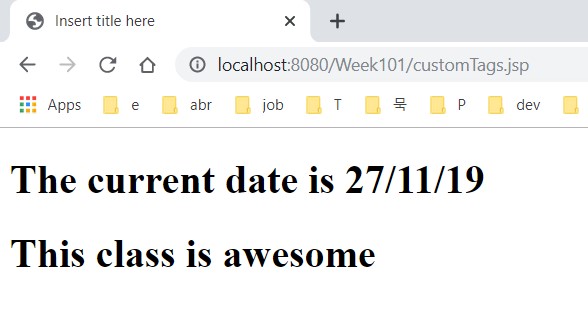 Insert title here
localhost:8080/Week101/customTags.jsp
Apps e abr job T 묵 P dev
The current date is 27/11/19
This class is awesome